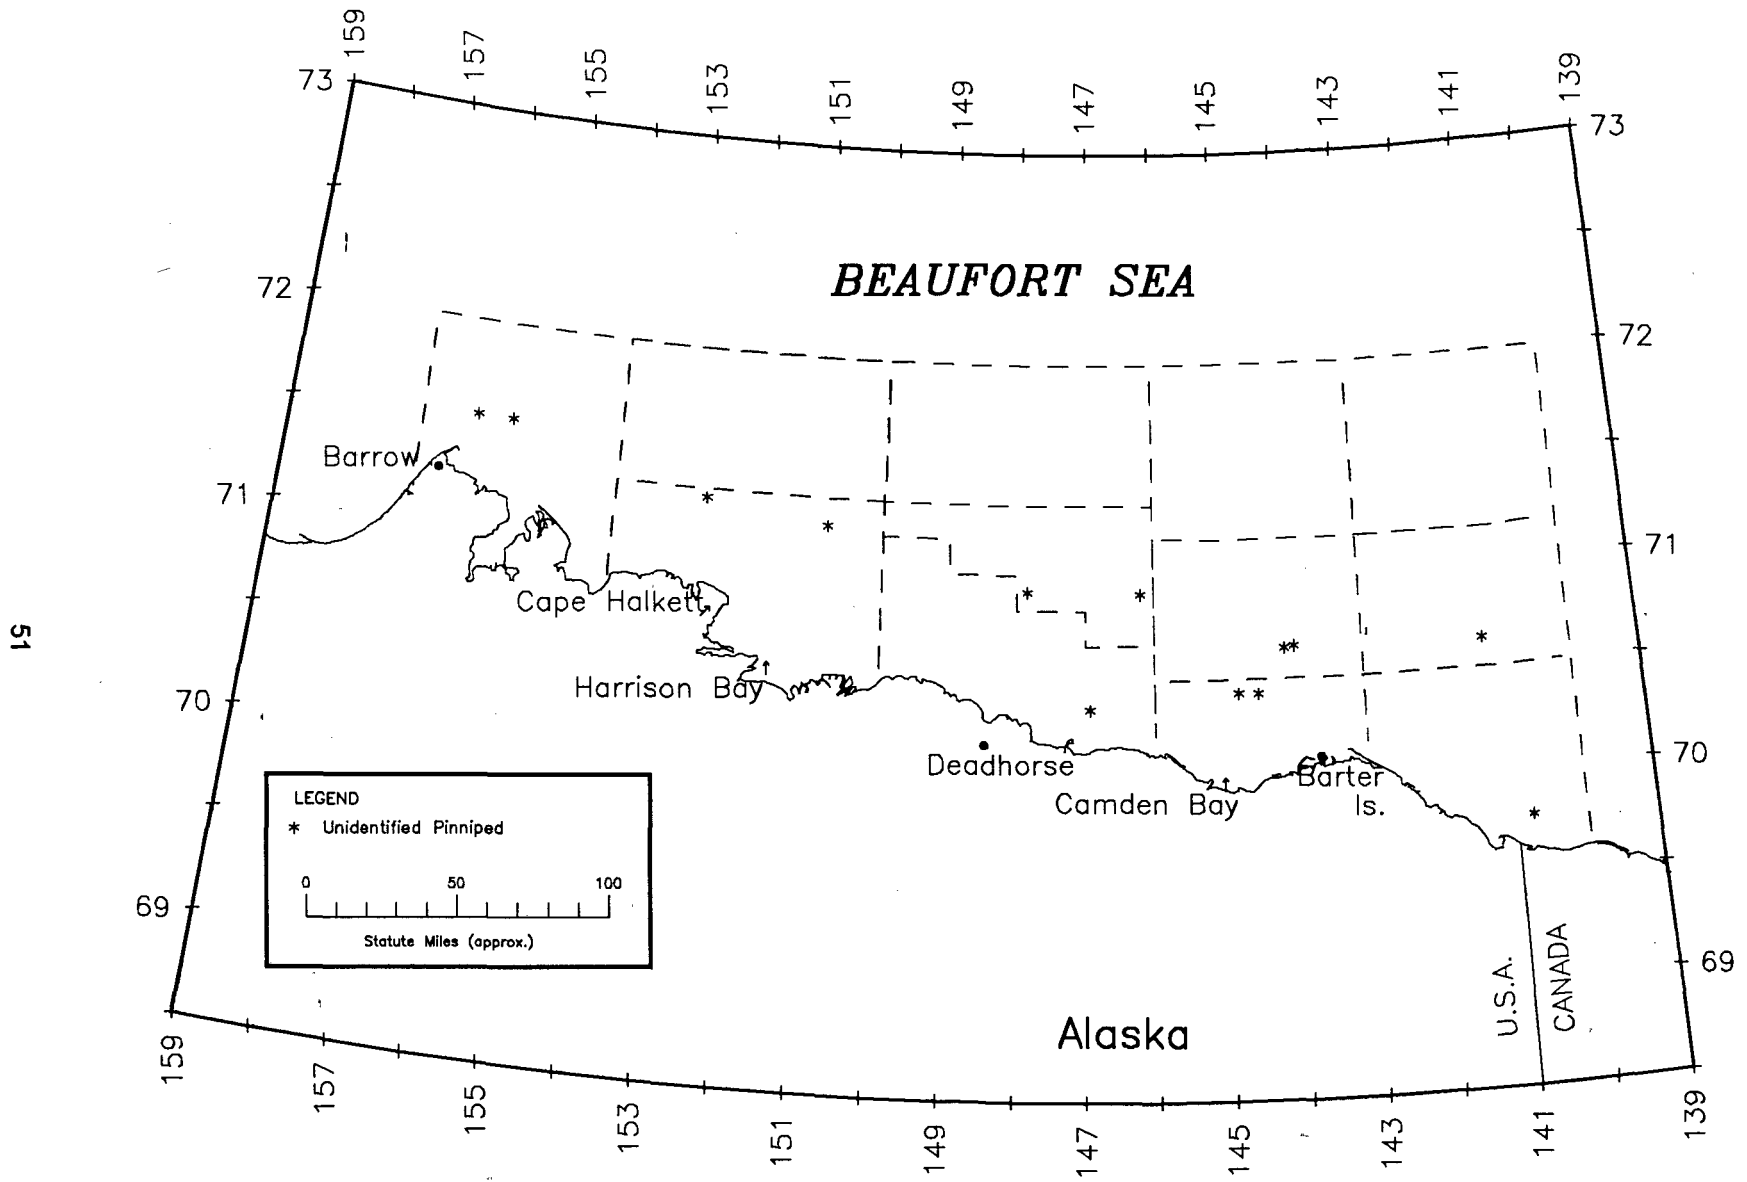 159
157
155
153
151
149
147
145
143
141
139
73
73
BEAUFORT SEA
72
72
Barrow
71
71
Cape Halkett
51
Harrison Bay
70
70
Deadhorse
Camden Bay
Barter
Is.
LEGEND
* Unidentified Pinniped
0 50 100
Statute Miles (approx.)
69
69
U.S.A.
CANADA
Alaska
159
157
155
153
151
149
147
145
143
141
139